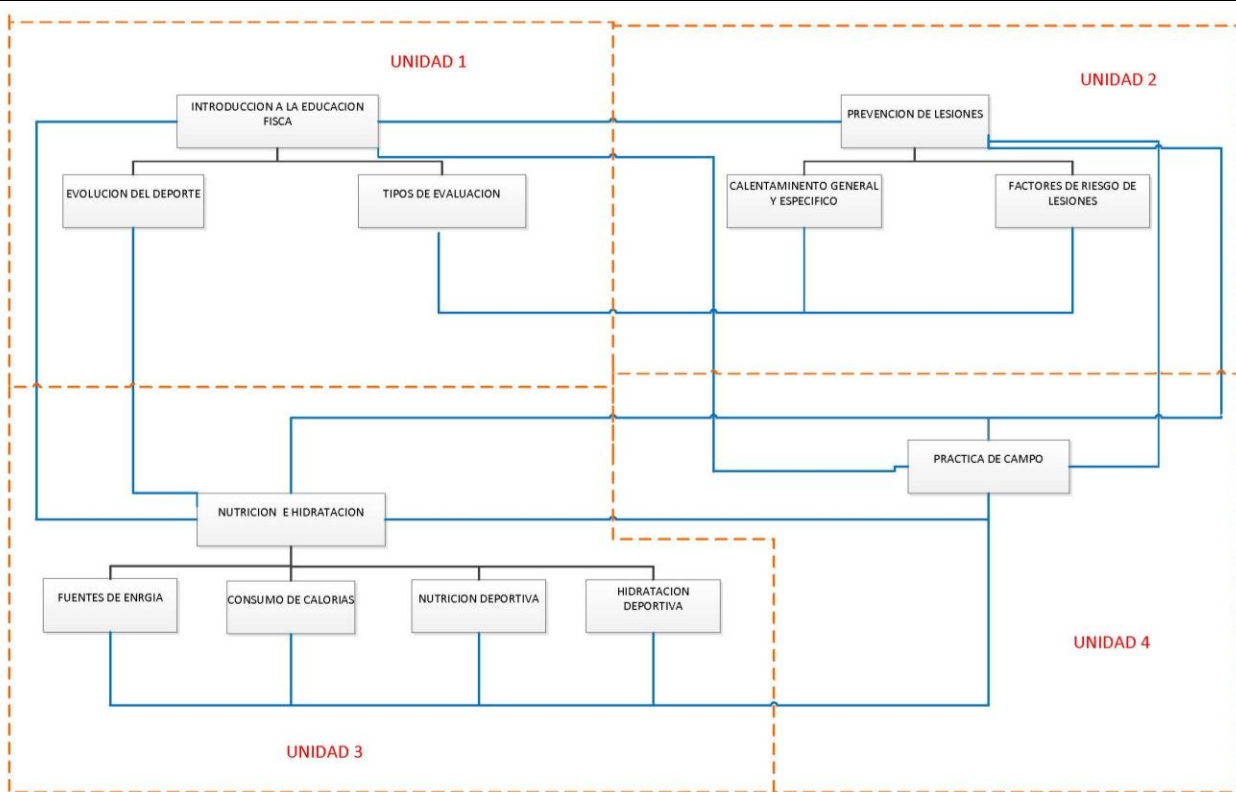 UNIDAD 1
INTRODUCCION A LA EDUCACION
FISCA
EVOLUCION DEL DEPORTE
TIPOS DE EVALUACION
UNIDAD 2
PREVENCION DE LESIONES
CALENTAMINETO GENERAL
Y ESPECIFICO
FACTORES DE RIESGO DE
LESIONES
NUTRICION E HIDRATACION
FUENTES DE ENRGIA
CONSUMO DE CALORIAS
NUTRICION DEPORTIVA
HIDRATACION
DEPORTIVA
UNIDAD 3
PRACTICA DE CAMPO
UNIDAD 4